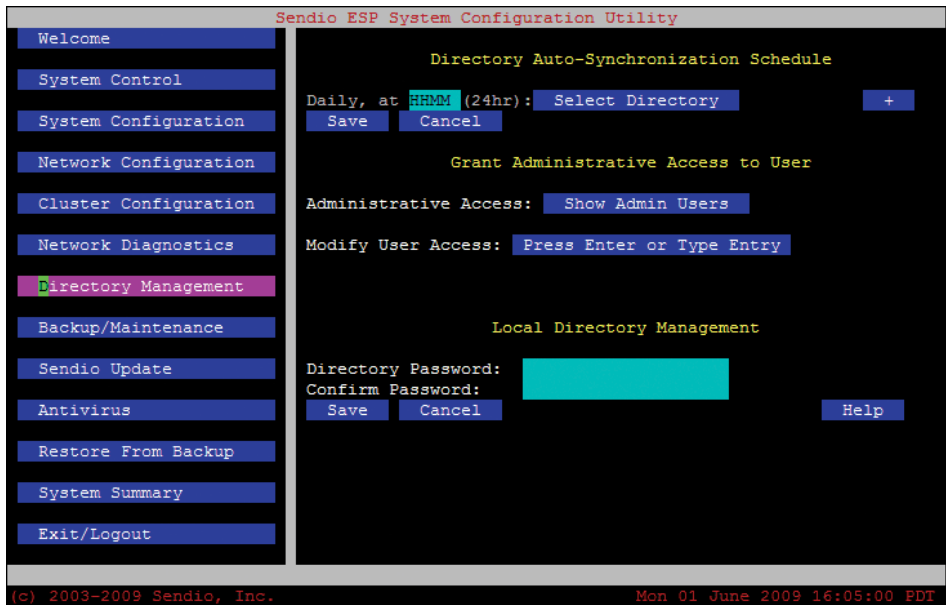 Sendio ESP System Configuration Utility
Welcome
System Control
System Configuration
Network Configuration
Cluster Configuration
Network Diagnostics
Directory Management
Backup/Maintenance
Sendio Update
Antivirus
Restore From Backup
System Summary
Exit/Logout
Directory Auto-Synchronization Schedule
Daily, at HHMM (24hr): Select Directory +
Save Cancel
Grant Administrative Access to User
Administrative Access: Show Admin Users
Modify User Access: Press Enter or Type Entry
Local Directory Management
Directory Password:
Confirm Password:
Save Cancel Help
(c) 2003-2009 Sendio, Inc. Mon 01 June 2009 16:05:00 PDT